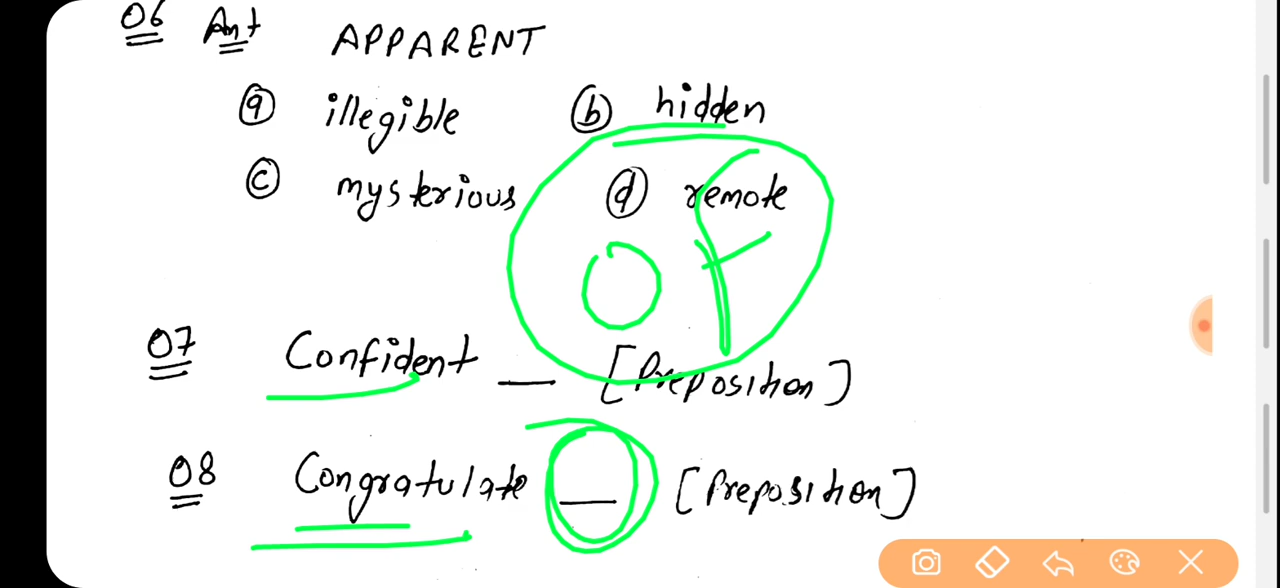 06 Ant APPARENT
ⓐ illegible ⓑ hidden
ⓒ mysterious ⓓ remote
OF
07 Confident __ [Preposition]
08 Congratulate __ [Preposition]